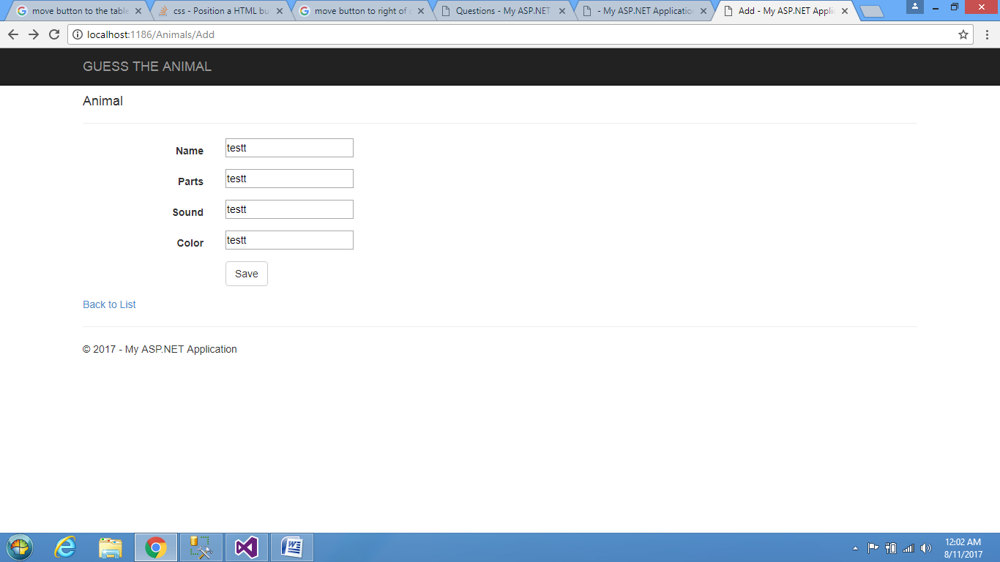 move button to the table
css - Position a HTML bu
move button to right of
Questions - My ASP.NET
- My ASP.NET Application
Add - My ASP.NET Applic
localhost:1186/Animals/Add
GUESS THE ANIMAL
Animal
Name testt
Parts testt
Sound testt
Color testt
Save
Back to List
© 2017 - My ASP.NET Application
12:02 AM
8/11/2017